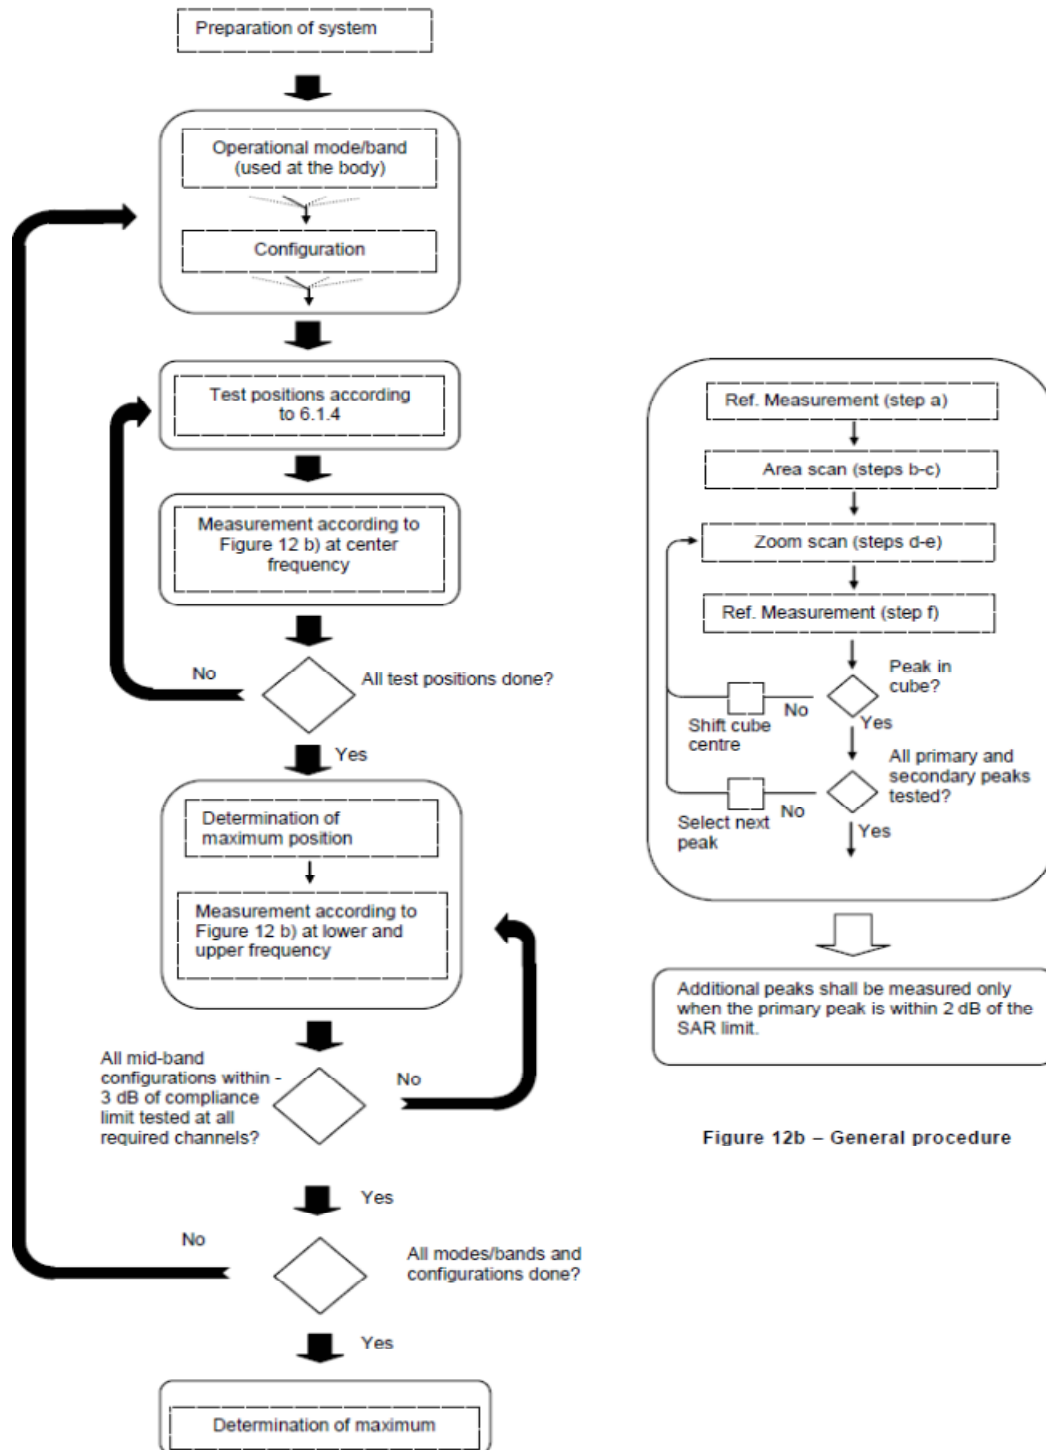 Preparation of system
Operational mode/band
(used at the body)
Configuration
Test positions according
to 6.1.4
Measurement according to
Figure 12 b) at center
frequency
No
All test positions done?
Yes
Determination of
maximum position
Measurement according to
Figure 12 b) at lower and
upper frequency
All mid-band
configurations within -
3 dB of compliance
limit tested at all
required channels?
No
Yes
No
All modes/bands and
configurations done?
Yes
Determination of maximum
Ref. Measurement (step a)
Area scan (steps b-c)
Zoom scan (steps d-e)
Ref. Measurement (step f)
Peak in
cube?
No
Shift cube
centre
Yes
All primary and
secondary peaks
tested?
No
Select next
peak
Yes
Additional peaks shall be measured only
when the primary peak is within 2 dB of the
SAR limit.
Figure 12b – General procedure